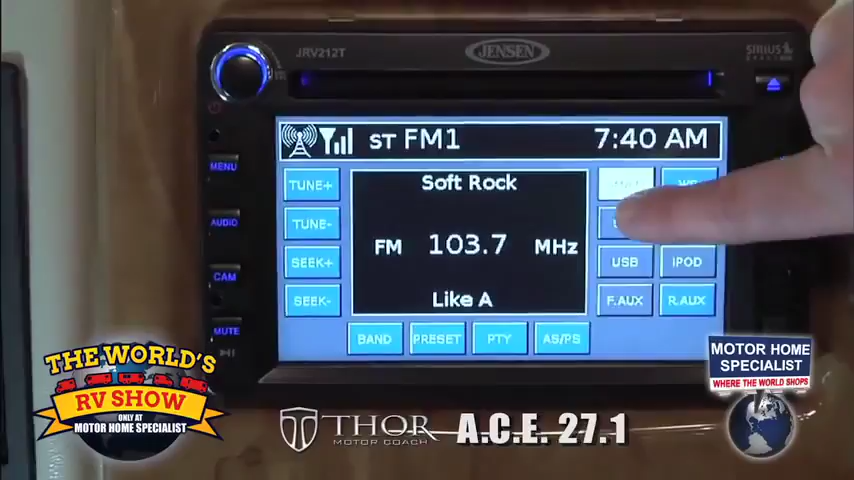 JRV212T
JENSEN
SIRIUS
ST FM1
7:40 AM
MENU
AUDIO
CAM
MUTE
TUNE+
TUNE-
SEEK+
SEEK-
Soft Rock
FM 103.7 MHz
Like A
USB
iPOD
F.AUX
R.AUX
BAND
PRESET
PTY
AS/PS
THE WORLD'S
RV SHOW
ONLY AT
MOTOR HOME SPECIALIST
THOR
MOTOR COACH
A.C.E. 27.1
MOTOR HOME
SPECIALIST
WHERE THE WORLD SHOPS